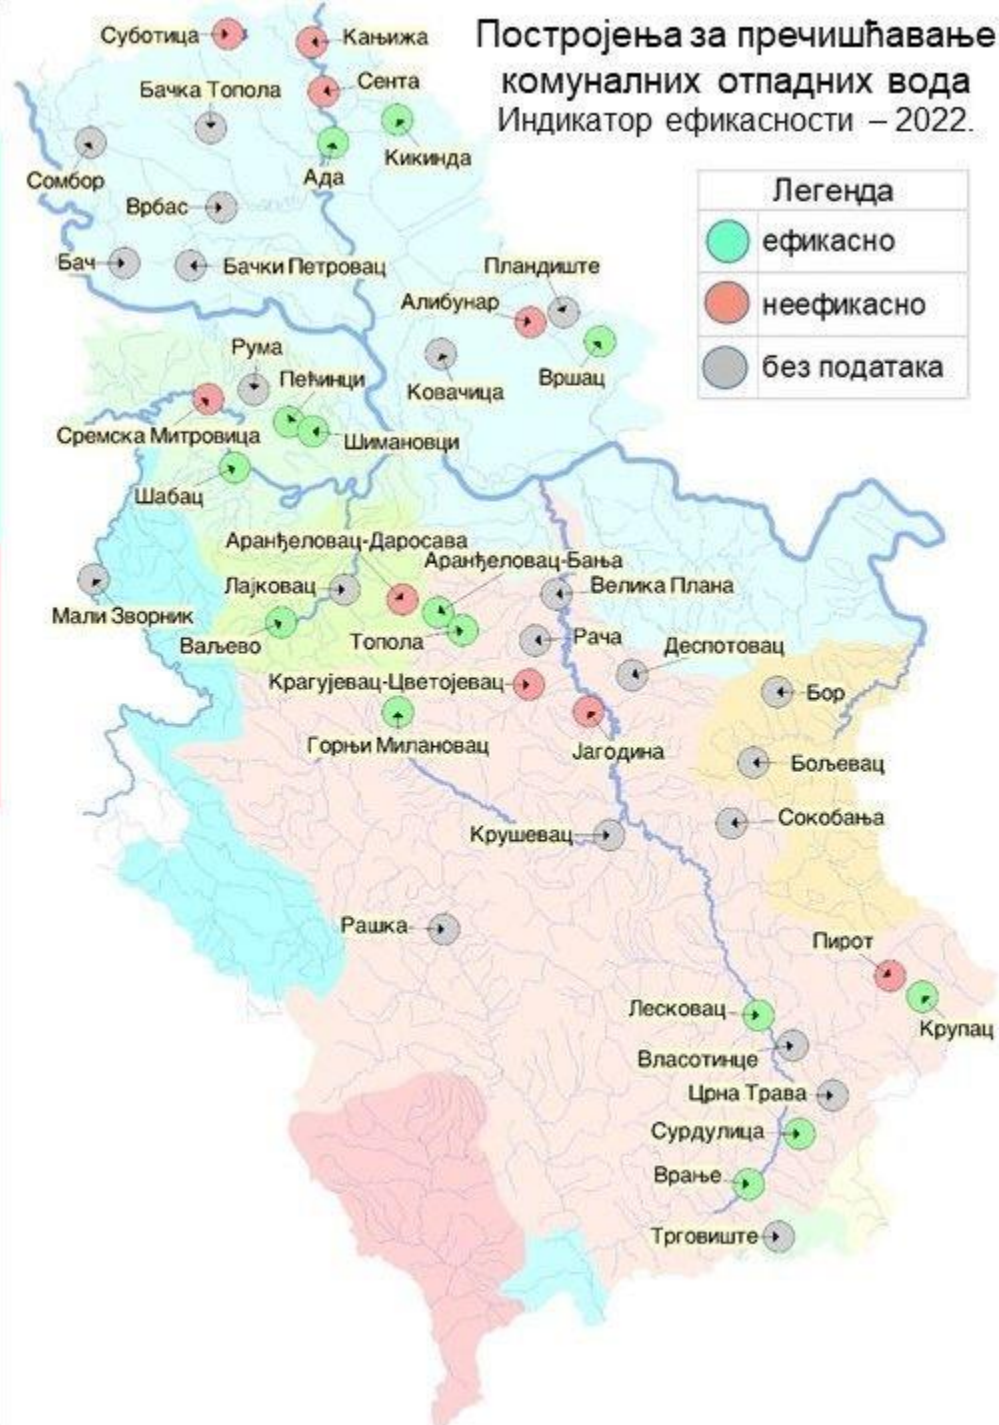 Постројења за пречишћавање
комуналних отпадних вода
Индикатор ефикасности – 2022.
Легенда
ефикасно
неефикасно
без података
Суботица
Кањижа
Сента
Бачка Топола
Кикинда
Ада
Сомбор
Врбас
Бач
Бачки Петровац
Пландиште
Алибунар
Вршац
Ковачица
Рума
Пећинци
Сремска Митровица
Шимановци
Шабац
Аранђеловац-Даросава
Аранђеловац-Бања
Лајковац
Велика Плана
Мали Зворник
Ваљево
Топола
Рача
Деспотовац
Крагујевац-Цветојевац
Бор
Горњи Милановац
Јагодина
Бољевац
Сокобања
Крушевац
Рашка
Пирот
Крупац
Лесковац
Власотинце
Црна Трава
Сурдулица
Врање
Трговиште